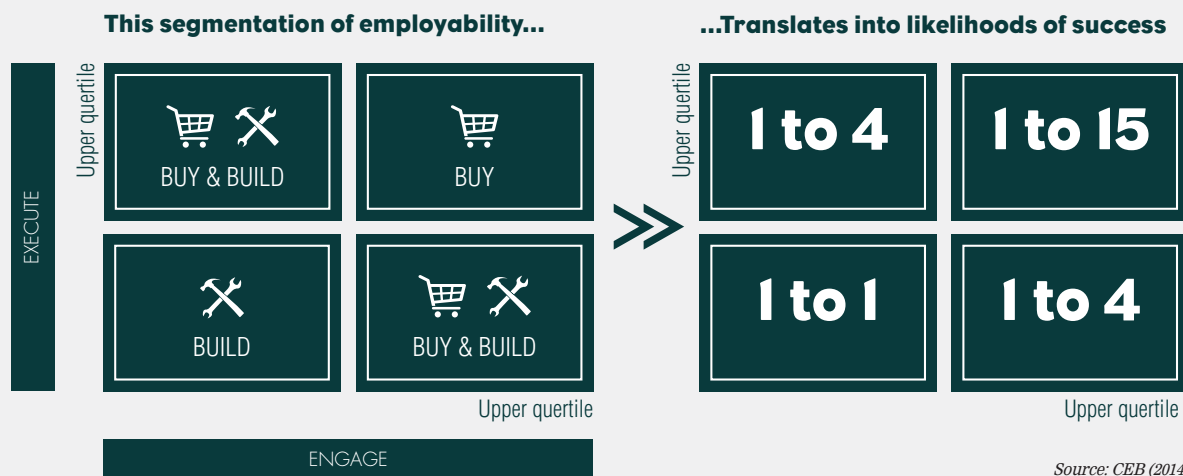 This segmentation of employability...
...Translates into likelihoods of success
Upper quertile
EXECUTE
BUY & BUILD
BUY
BUILD
BUY & BUILD
Upper quertile
ENGAGE
Upper quertile
1 to 4
1 to 15
1 to 1
1 to 4
Upper quertile
Source: CEB (2014